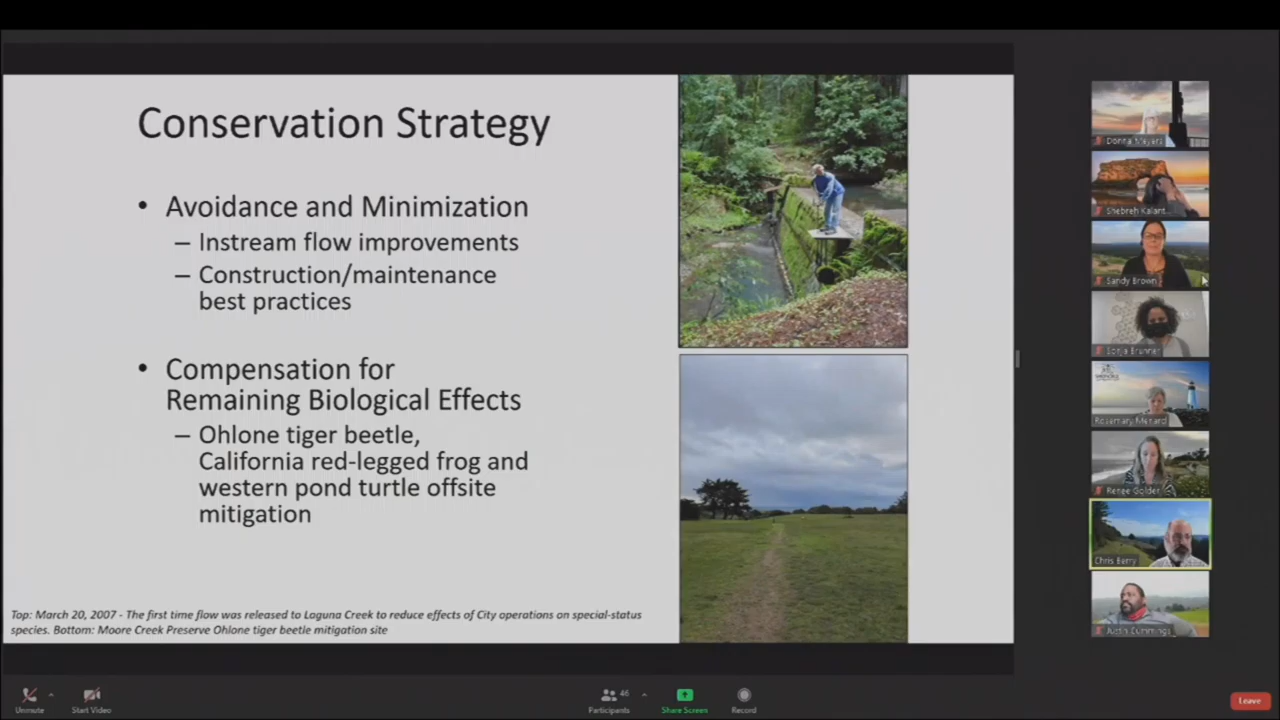 Conservation Strategy
• Avoidance and Minimization
– Instream flow improvements
– Construction/maintenance
best practices
• Compensation for
Remaining Biological Effects
– Ohlone tiger beetle,
California red-legged frog and
western pond turtle offsite
mitigation
Top: March 20, 2007 - The first time flow was released to Laguna Creek to reduce effects of City operations on special-status
species. Bottom: Moore Creek Preserve Ohlone tiger beetle mitigation site
Donna Meyers
Shebreh Kalant...
Sandy Brown
Sonja Brunner
Rosemary Menard
Renee Golder
Chris Berry
Justin Cummings
Unmute
Start Video
46
Participants
Share Screen
Record
Leave